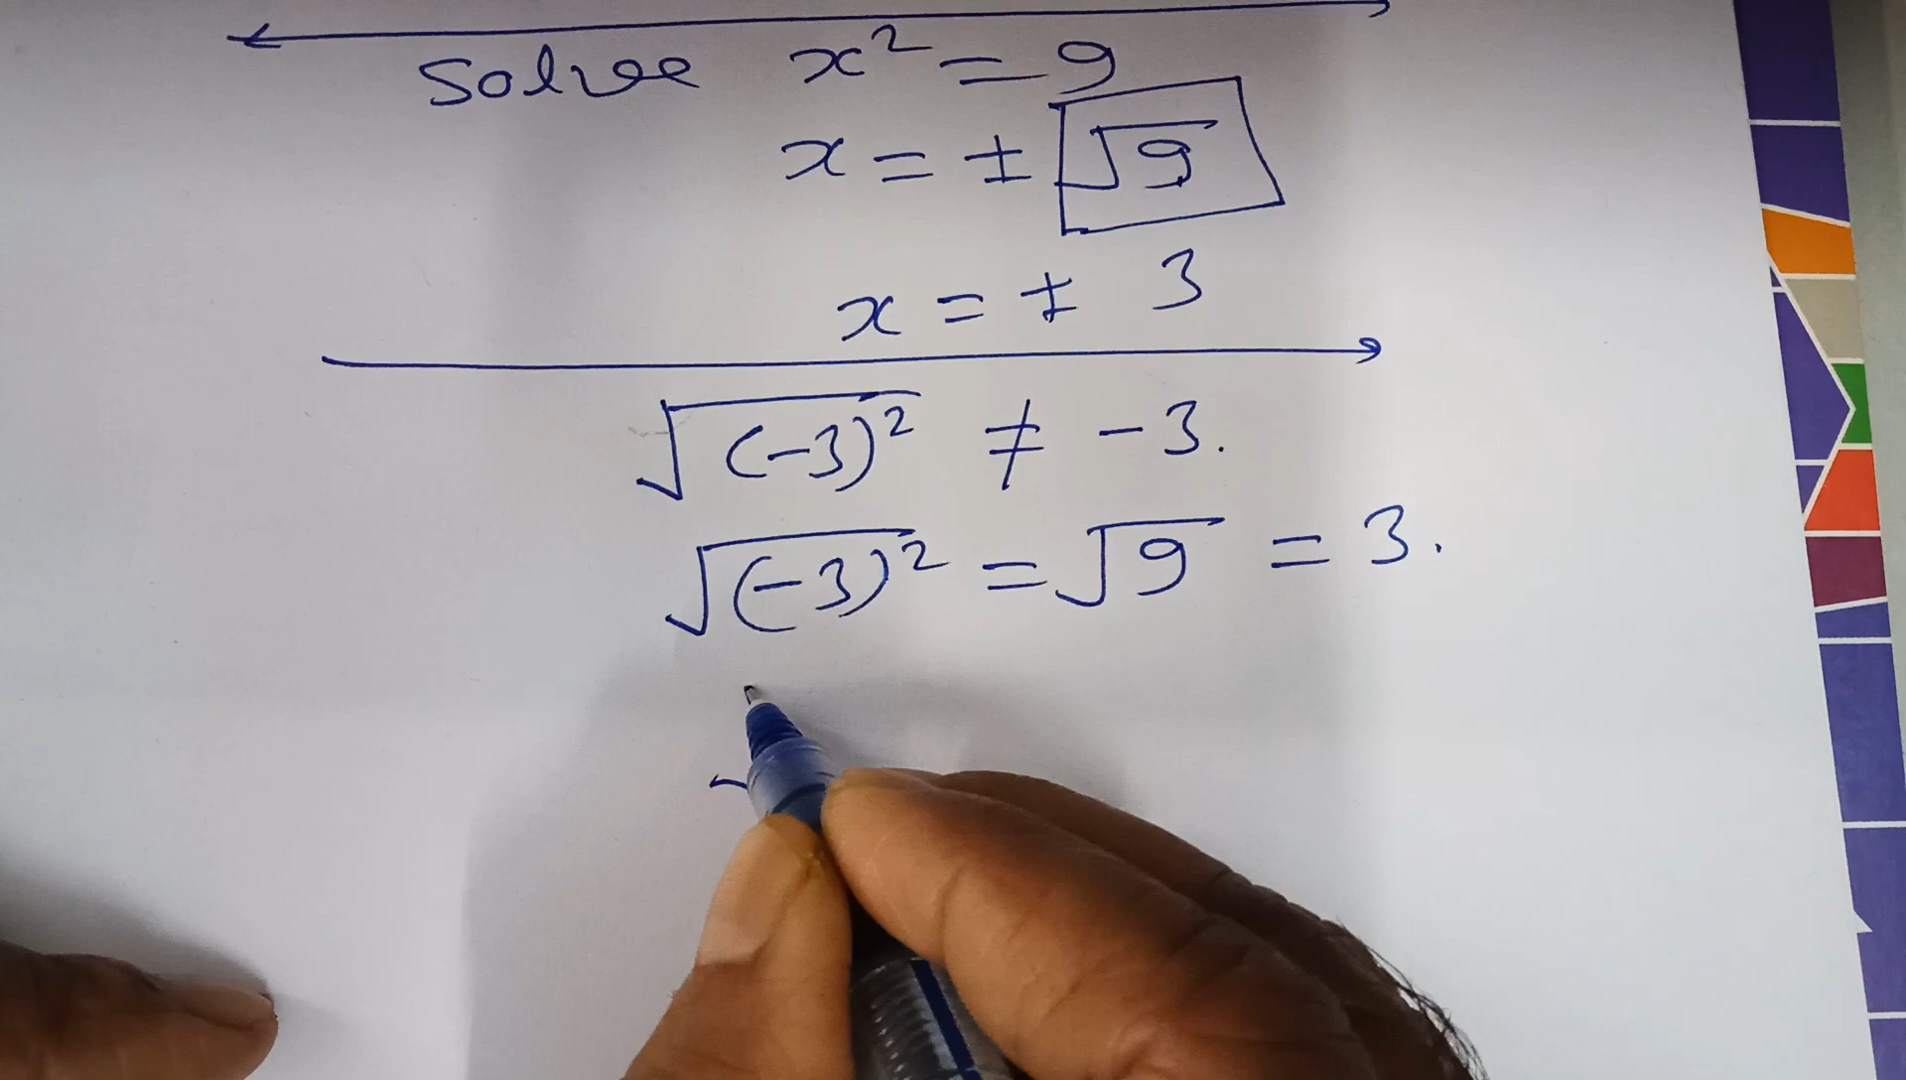 Solve x² = 9
x = ± √9
x = ± 3
√(-3)² ≠ -3.
√(-3)² = √9 = 3.